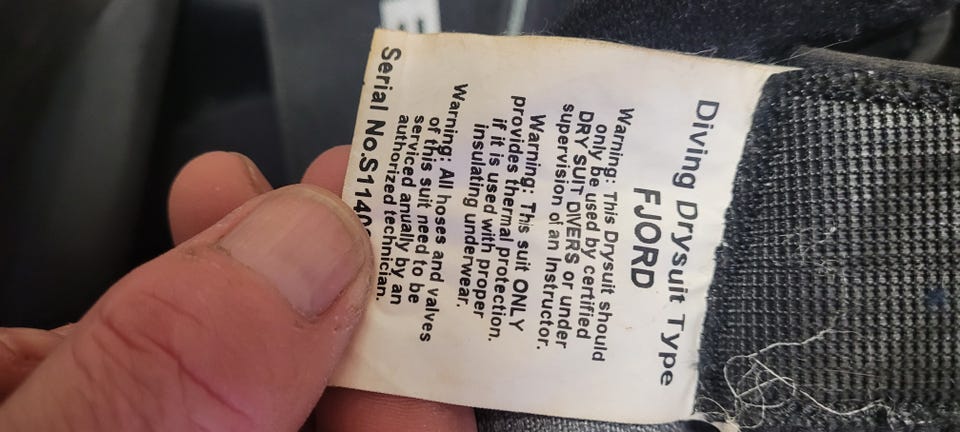 Diving Drysuit Type
FJORD
Warning: This Drysuit should
only be used by certified
DRY SUIT DIVERS or under
supervision of an Instructor.
Warning: This suit ONLY
provides thermal protection.
if it is used with proper
insulating underwear.
Warning: All hoses and valves
of this suit need to be
serviced anually by an
authorized technician.
Serial No.